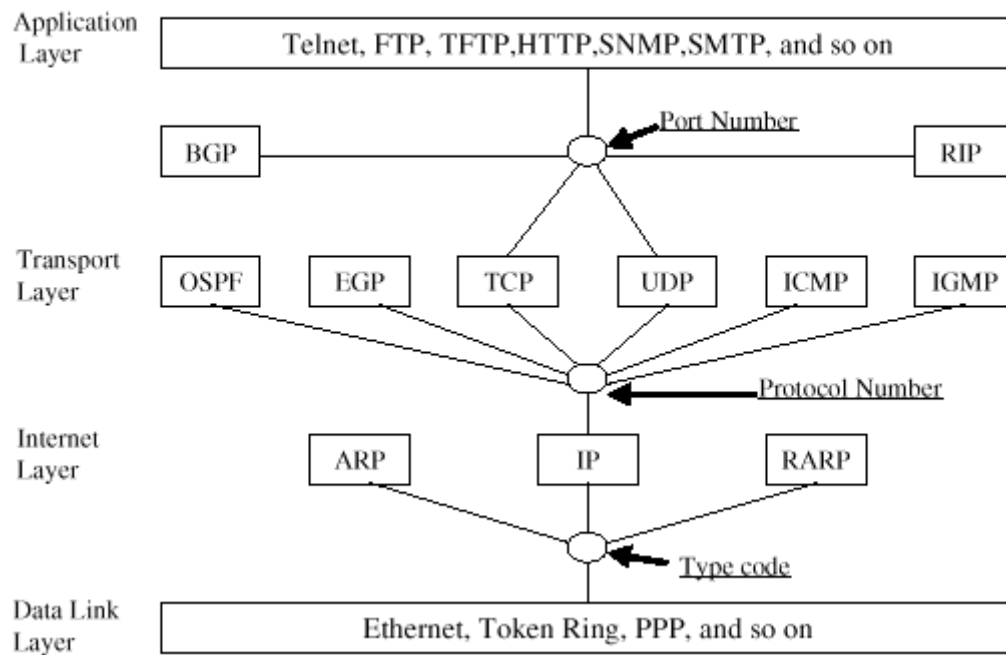 Application
Layer
Telnet, FTP, TFTP,HTTP,SNMP,SMTP, and so on
Port Number
BGP
RIP
Transport
Layer
OSPF
EGP
TCP
UDP
ICMP
IGMP
Protocol Number
Internet
Layer
ARP
IP
RARP
Type code
Data Link
Layer
Ethernet, Token Ring, PPP, and so on